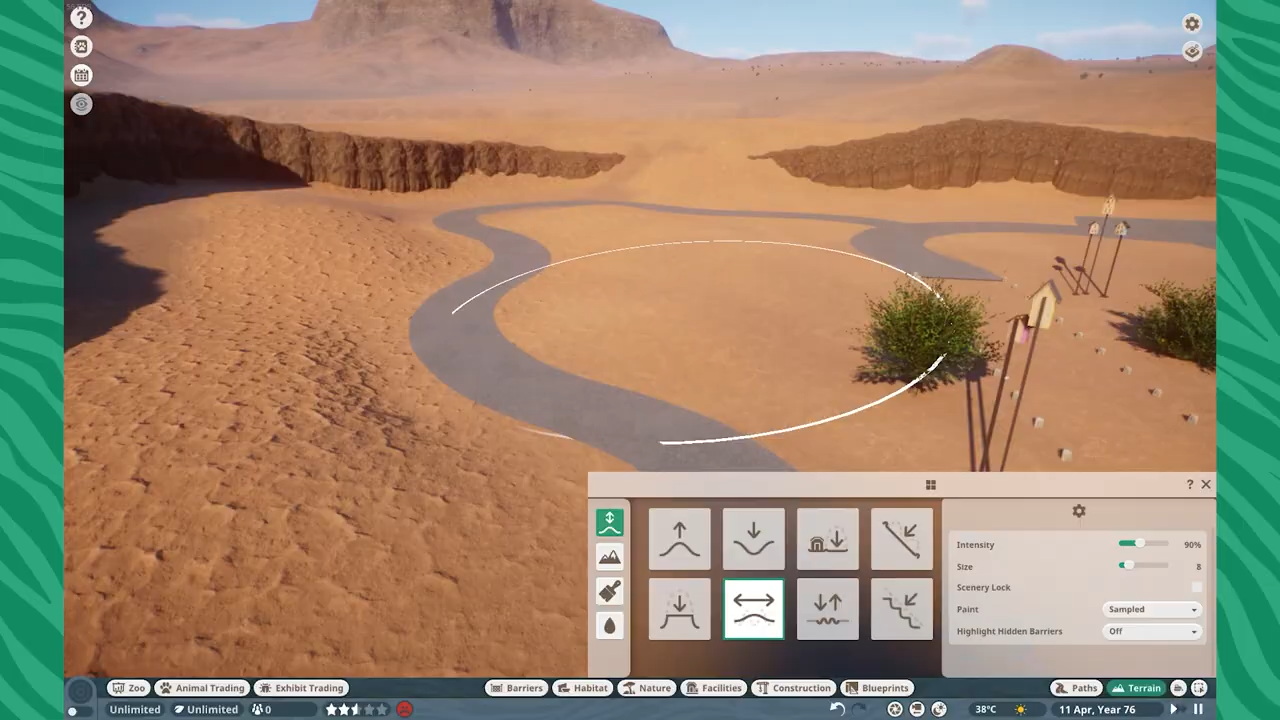 ?
? ×
Intensity 90%
Size 8
Scenery Lock
Paint Sampled
Highlight Hidden Barriers Off
Zoo Animal Trading Exhibit Trading Barriers Habitat Nature Facilities Construction Blueprints Paths Terrain
Unlimited Unlimited 0 38°C 11 Apr, Year 76